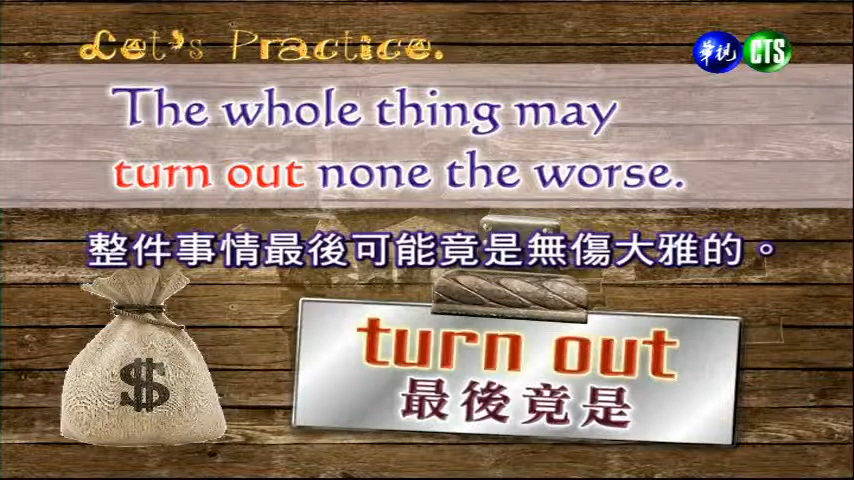 Let's Practice.
華視 CTS
The whole thing may
turn out none the worse.
整件事情最後可能竟是無傷大雅的。
$
turn out
最後竟是